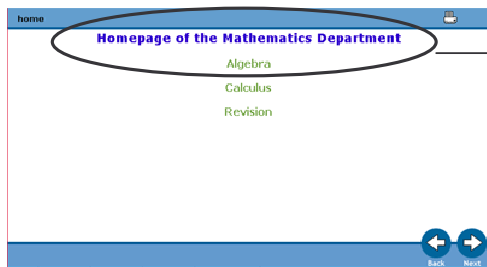 home
Homepage of the Mathematics Department
Algebra
Calculus
Revision
Back Next